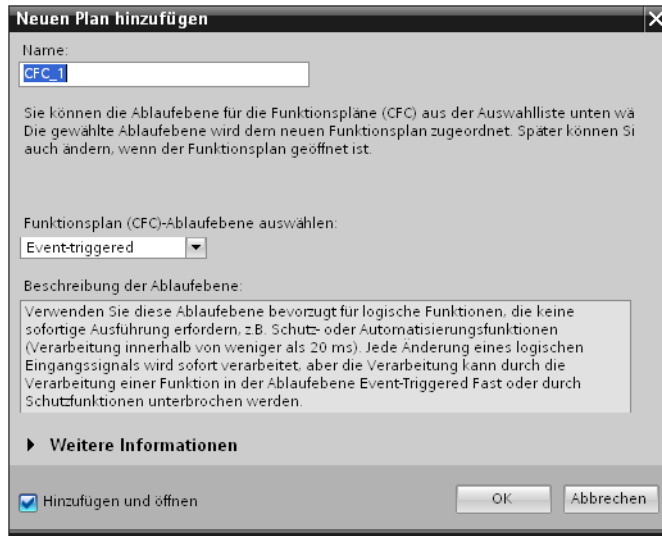 Neuen Plan hinzufügen
Name:
CFC_1
Sie können die Ablaufebene für die Funktionspläne (CFC) aus der Auswahlliste unten wä
Die gewählte Ablaufebene wird dem neuen Funktionsplan zugeordnet. Später können Si
auch ändern, wenn der Funktionsplan geöffnet ist.
Funktionsplan (CFC)-Ablaufebene auswählen:
Event-triggered
Beschreibung der Ablaufebene:
Verwenden Sie diese Ablaufebene bevorzugt für logische Funktionen, die keine
sofortige Ausführung erfordern, z.B. Schutz- oder Automatisierungsfunktionen
(Verarbeitung innerhalb von weniger als 20 ms). Jede Änderung eines logischen
Eingangssignals wird sofort verarbeitet, aber die Verarbeitung kann durch die
Verarbeitung einer Funktion in der Ablaufebene Event-Triggered Fast oder durch
Schutzfunktionen unterbrochen werden.
Weitere Informationen
Hinzufügen und öffnen
OK
Abbrechen